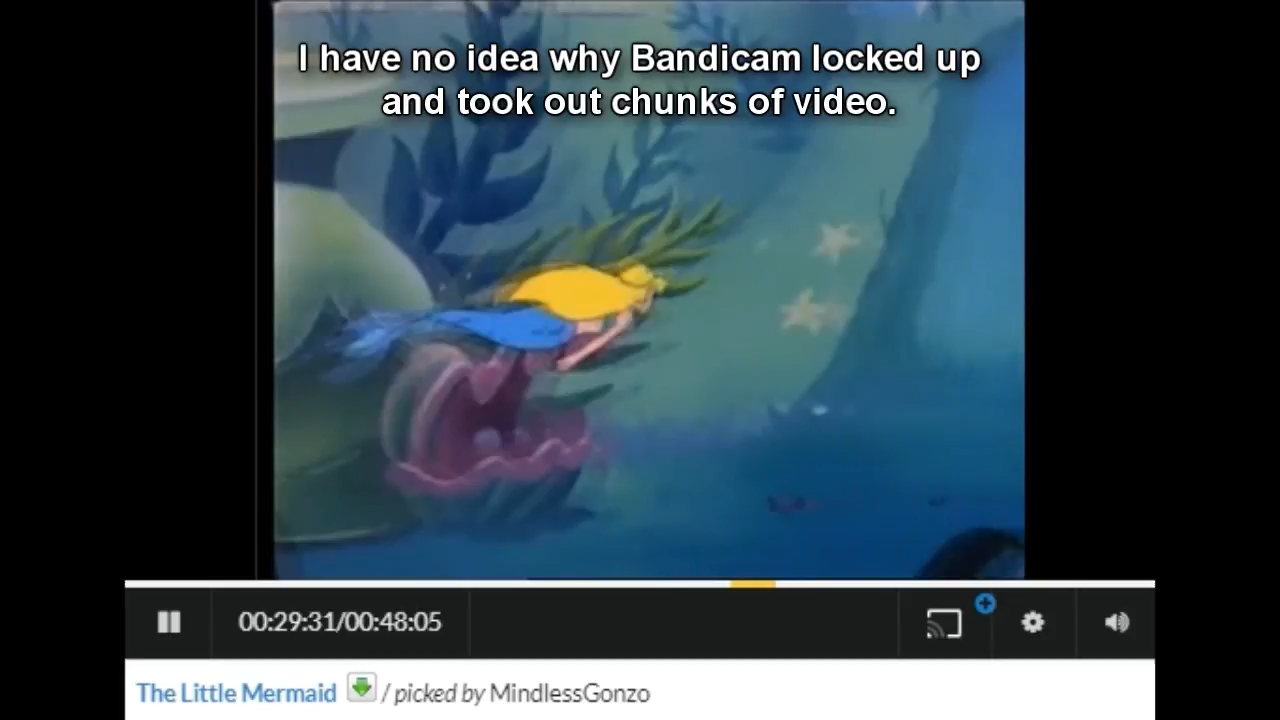 I have no idea why Bandicam locked up
and took out chunks of video.
00:29:31/00:48:05
The Little Mermaid / picked by MindlessGonzo